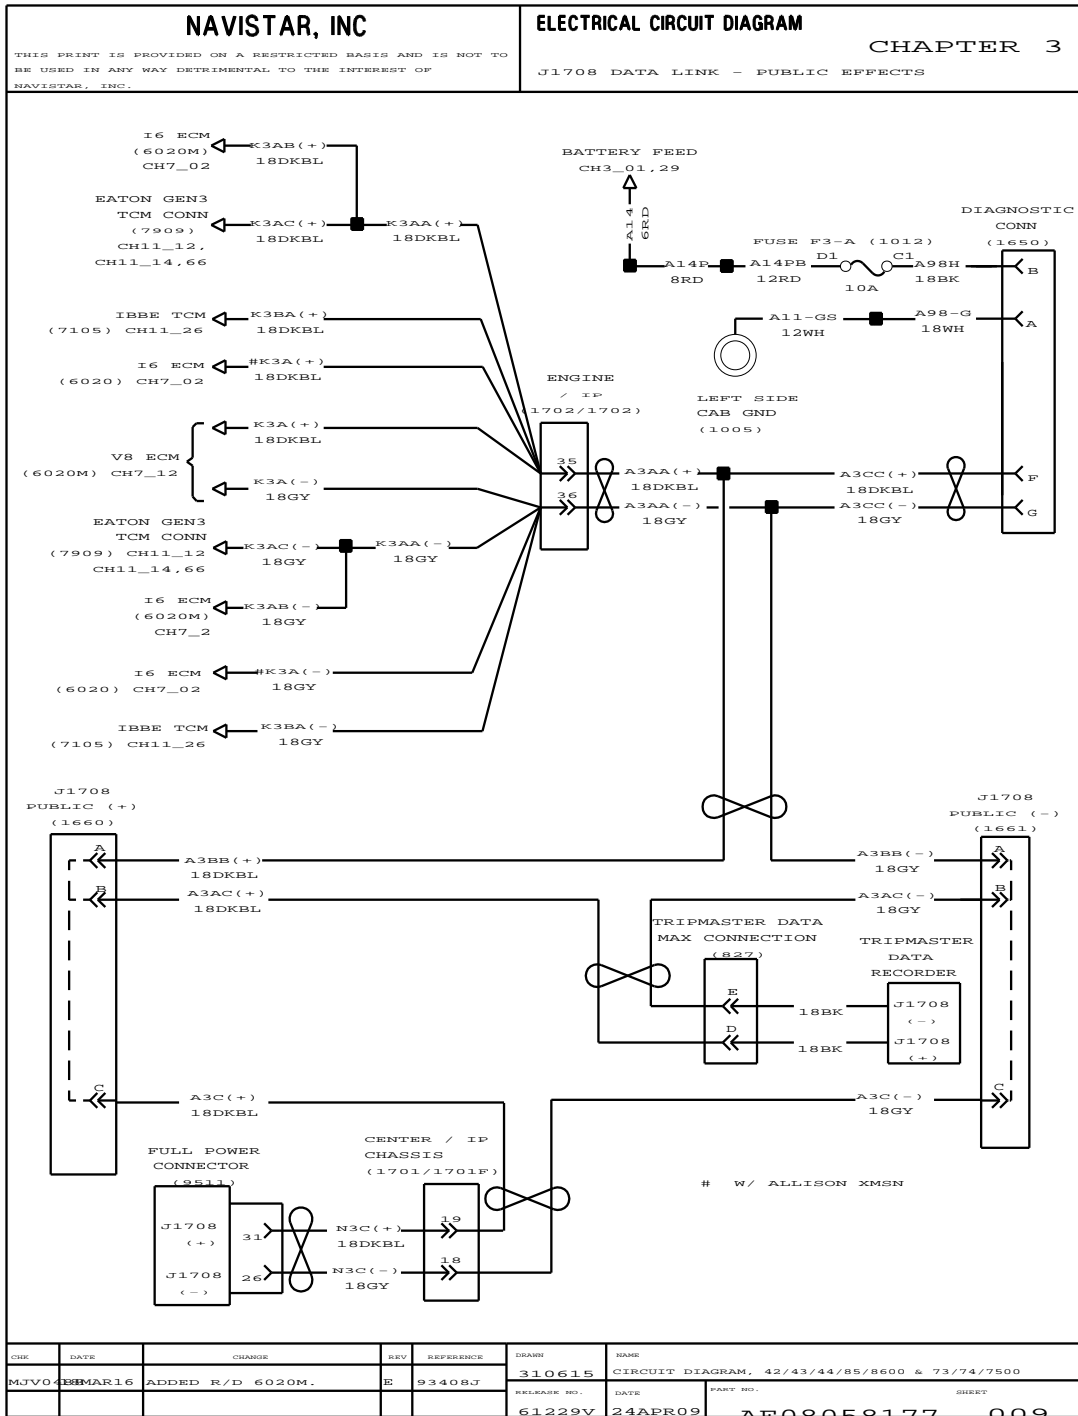 NAVISTAR, INC
THIS PRINT IS PROVIDED ON A RESTRICTED BASIS AND IS NOT TO
BE USED IN ANY WAY DETRIMENTAL TO THE INTEREST OF
NAVISTAR, INC.
ELECTRICAL CIRCUIT DIAGRAM
CHAPTER 3
J1708 DATA LINK - PUBLIC EFFECTS
I6 ECM
(6020M)
CH7_02
K3AB(+)
18DKBL
EATON GEN3
TCM CONN
(7909)
CH11_12,
CH11_14,66
K3AC(+)
18DKBL
K3AA(+)
18DKBL
IBBE TCM
(7105) CH11_26
K3BA(+)
18DKBL
I6 ECM
(6020) CH7_02
#K3A(+)
18DKBL
V8 ECM
(6020M) CH7_12
K3A(+)
18DKBL
K3A(-)
18GY
EATON GEN3
TCM CONN
(7909) CH11_12
CH11_14,66
K3AC(-)
18GY
K3AA(-)
18GY
I6 ECM
(6020M)
CH7_2
K3AB(-)
18GY
I6 ECM
(6020) CH7_02
#K3A(-)
18GY
IBBE TCM
(7105) CH11_26
K3BA(-)
18GY
BATTERY FEED
CH3_01,29
A14
6RD
A14P
8RD
A14PB
12RD
FUSE F3-A (1012)
D1
C1
10A
A98H
18BK
DIAGNOSTIC
CONN
(1650)
B
A
F
G
A11-GS
12WH
A98-G
18WH
LEFT SIDE
CAB GND
(1005)
ENGINE
/ IP
(1702/1702)
35
36
A3AA(+)
18DKBL
A3AA(-)
18GY
A3CC(+)
18DKBL
A3CC(-)
18GY
J1708
PUBLIC (+)
(1660)
A
B
C
A3BB(+)
18DKBL
A3AC(+)
18DKBL
A3C(+)
18DKBL
J1708
PUBLIC (-)
(1661)
A
B
C
A3BB(-)
18GY
A3AC(-)
18GY
A3C(-)
18GY
TRIPMASTER DATA
MAX CONNECTION
(827)
E
D
18BK
18BK
TRIPMASTER
DATA
RECORDER
J1708
(-)
J1708
(+)
FULL POWER
CONNECTOR
(9511)
J1708
(+)
J1708
(-)
31
26
N3C(+)
18DKBL
N3C(-)
18GY
CENTER / IP
CHASSIS
(1701/1701F)
19
18
# W/ ALLISON XMSN
CHK DATE CHANGE REV REFERENCE
ADDED R/D 6020M. E 93408J
DRAWN
310615
NAME
CIRCUIT DIAGRAM, 42/43/44/85/8600 & 73/74/7500
RELEASE NO.
61229V
DATE
24APR09
PART NO.
AF08058177
SHEET
009